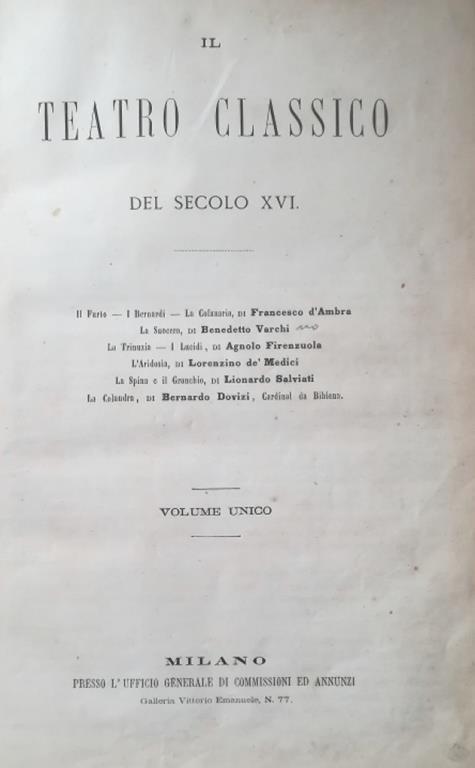 IL
TEATRO CLASSICO
DEL SECOLO XVI.
Il Furto — I Bernardi — La Cofanaria, DI Francesco d'Ambra
La Suocera, DI Benedetto Varchi no
La Trinuzia — I Lucidi, DI Agnolo Firenzuola
L'Aridosia, DI Lorenzino de' Medici
La Spina e il Granchio, DI Lionardo Salviati
La Calandra, DI Bernardo Dovizi, Cardinal da Bibiena.
VOLUME UNICO
MILANO
PRESSO L'UFFICIO GENERALE DI COMMISSIONI ED ANNUNZI
Galleria Vittorio Emanuele, N. 77.